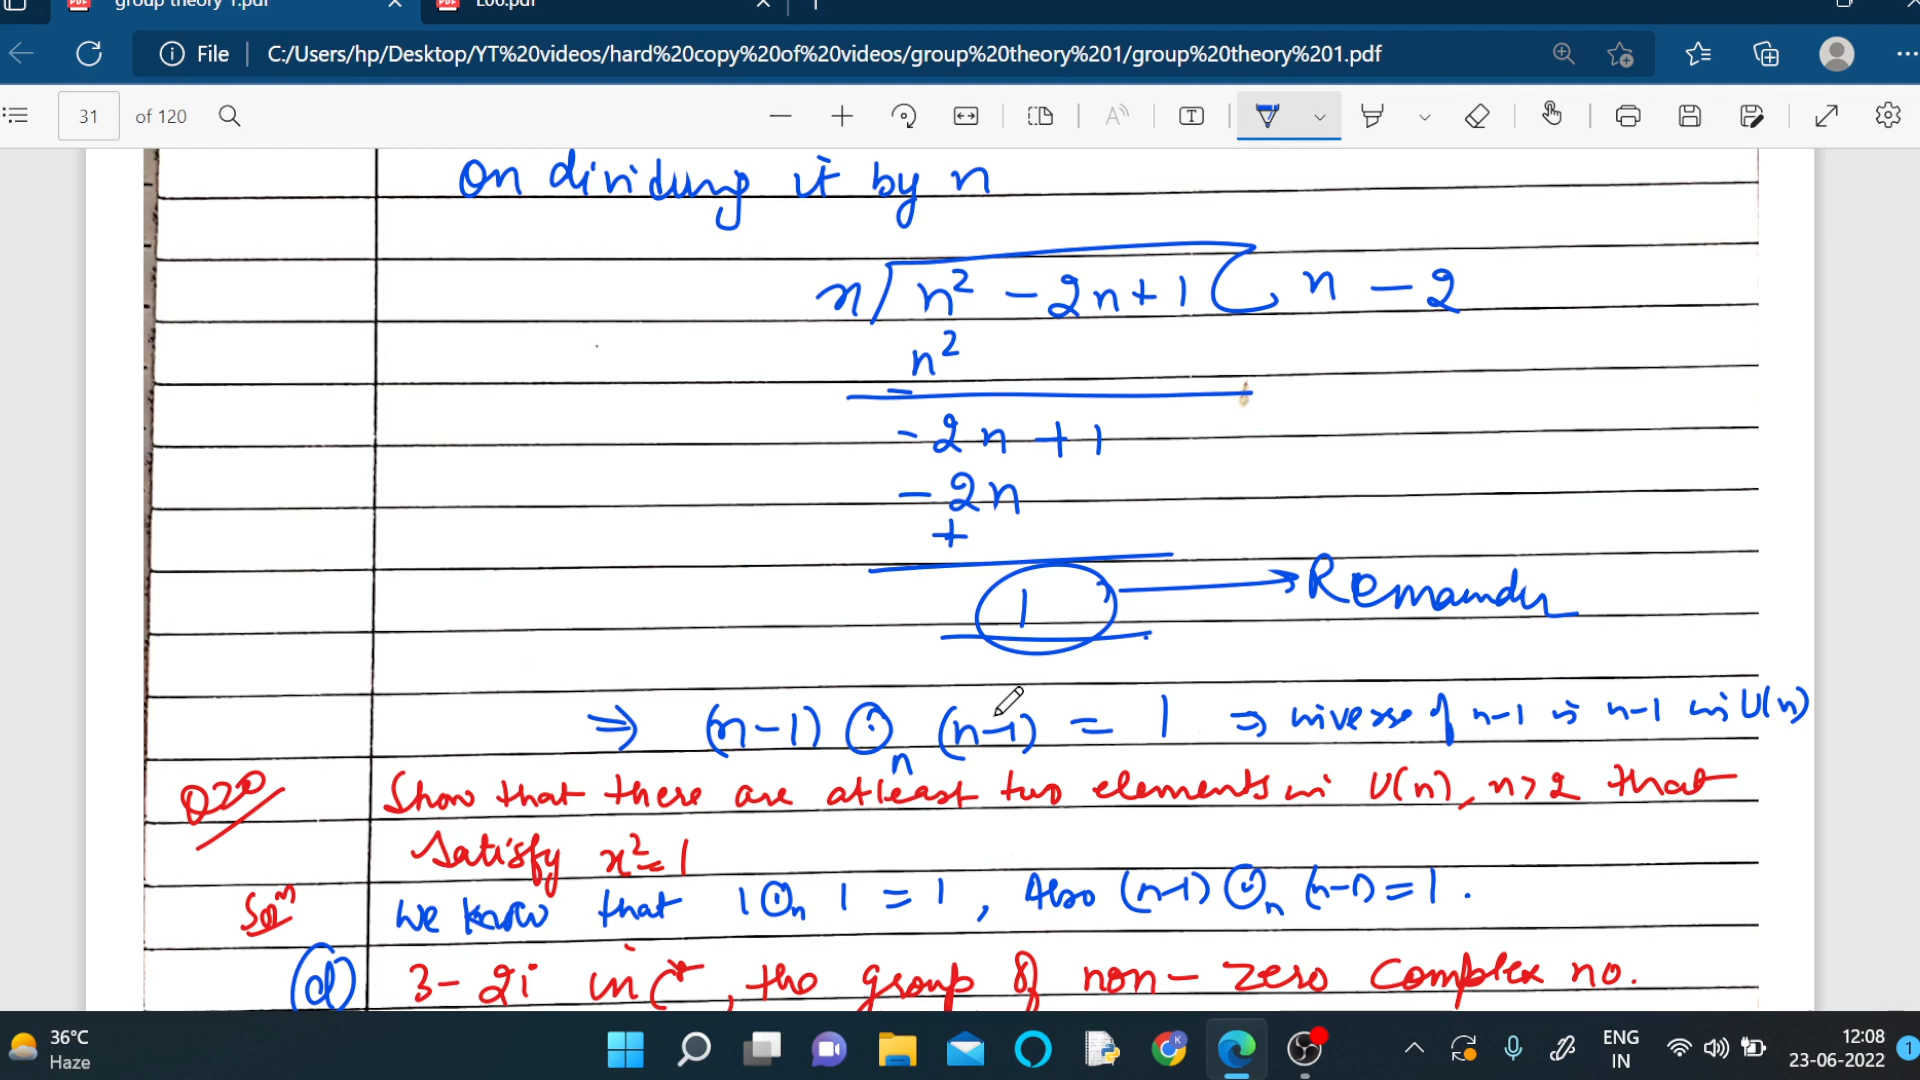 group theory 1.pdf
L06.pdf
File C:/Users/hp/Desktop/YT%20videos/hard%20copy%20of%20videos/group%20theory%201/group%20theory%201.pdf
31 of 120
On dividing it by n
n n² - 2n + 1 n - 2
n²
-
- 2n + 1
- 2n
+
1 → Remainder
⇒ (n-1) ⊙n (n-1) = 1 ⇒ inverse of n-1 is n-1 in U(n)
Q20 Show that there are atleast two elements in U(n), n>2 that
satisfy x²=1
Solⁿ We know that 1 ⊙n 1 = 1, Also (n-1) ⊙n (n-1) = 1.
(d) 3-2i in C*, the group of non-zero complex no.
36°C
Haze
ENG
IN
12:08
23-06-2022
1